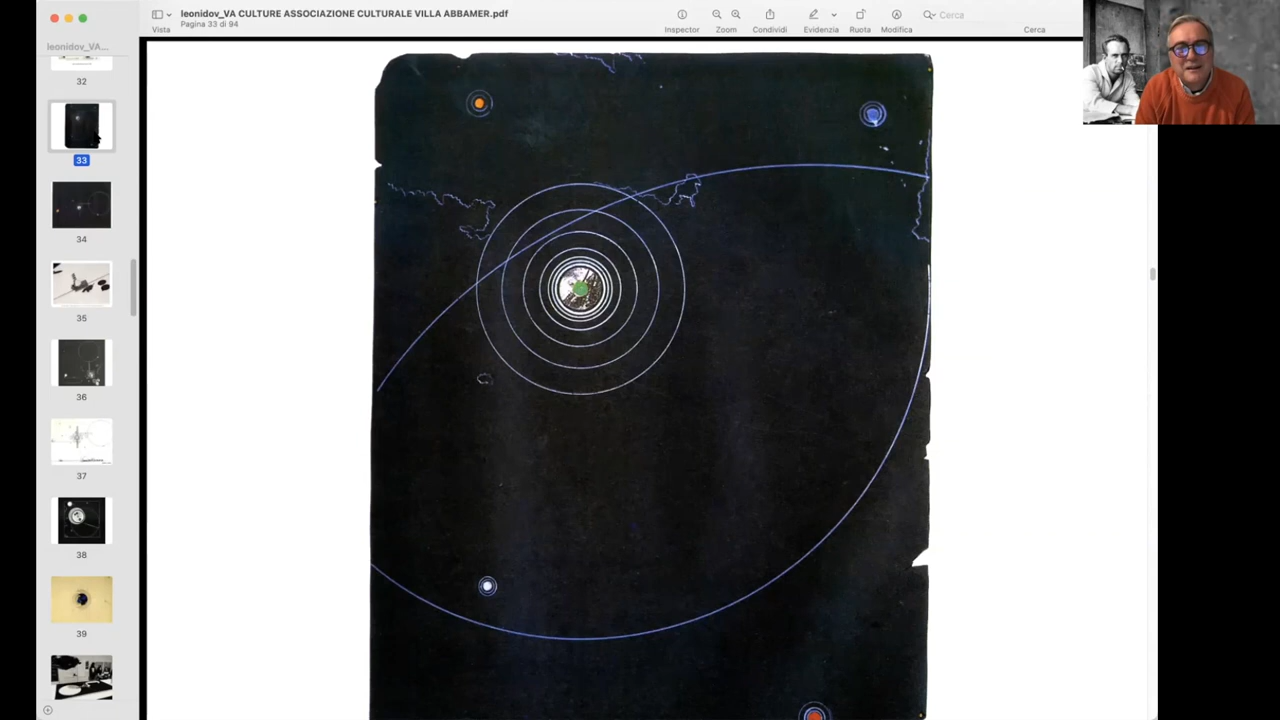 leonidov_VA CULTURE ASSOCIAZIONE CULTURALE VILLA ABBAMER.pdf
Pagina 33 di 94
Vista
Inspector
Zoom
Condividi
Evidenzia
Ruota
Modifica
Cerca
Cerca
leonidov_VA...
32
33
34
35
36
37
38
39